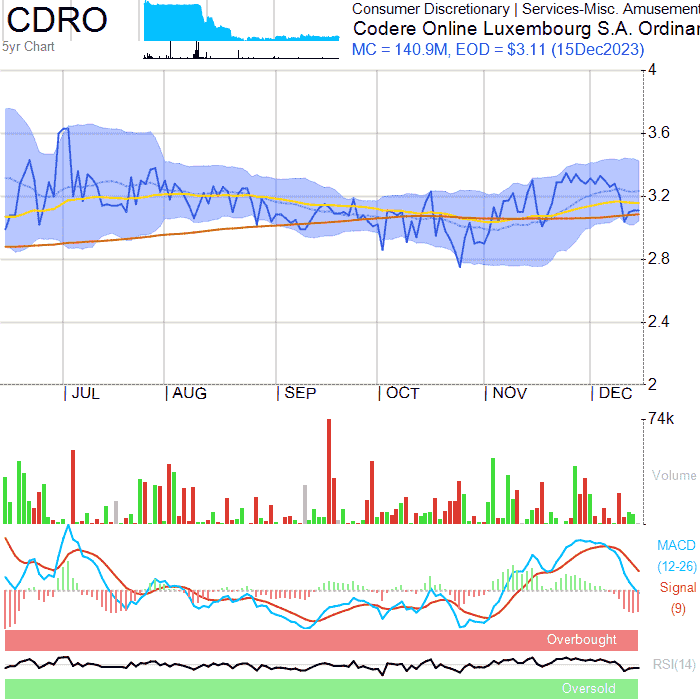 CDRO
5yr Chart
Consumer Discretionary | Services-Misc. Amusement
Codere Online Luxembourg S.A. Ordinar
MC = 140.9M, EOD = $3.11 (15Dec2023)
4
3.6
3.2
2.8
2.4
2
JUL AUG SEP OCT NOV DEC
74k
Volume
MACD
(12-26)
Signal
(9)
Overbought
RSI(14)
Oversold